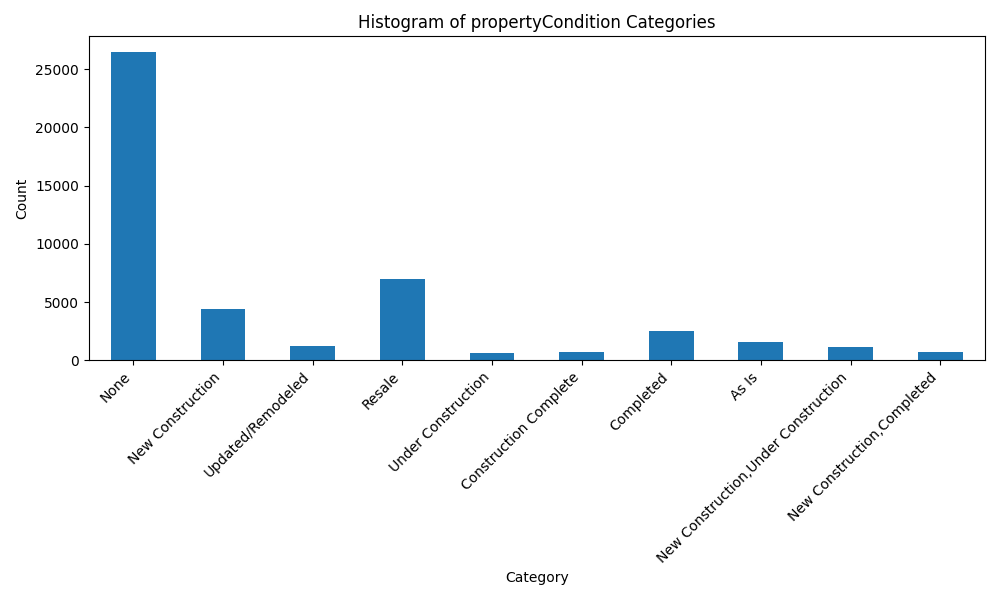 Histogram of propertyCondition Categories
Count
25000
20000
15000
10000
5000
0
None
New Construction
Updated/Remodeled
Resale
Under Construction
Construction Complete
Completed
As Is
New Construction,Under Construction
New Construction,Completed
Category